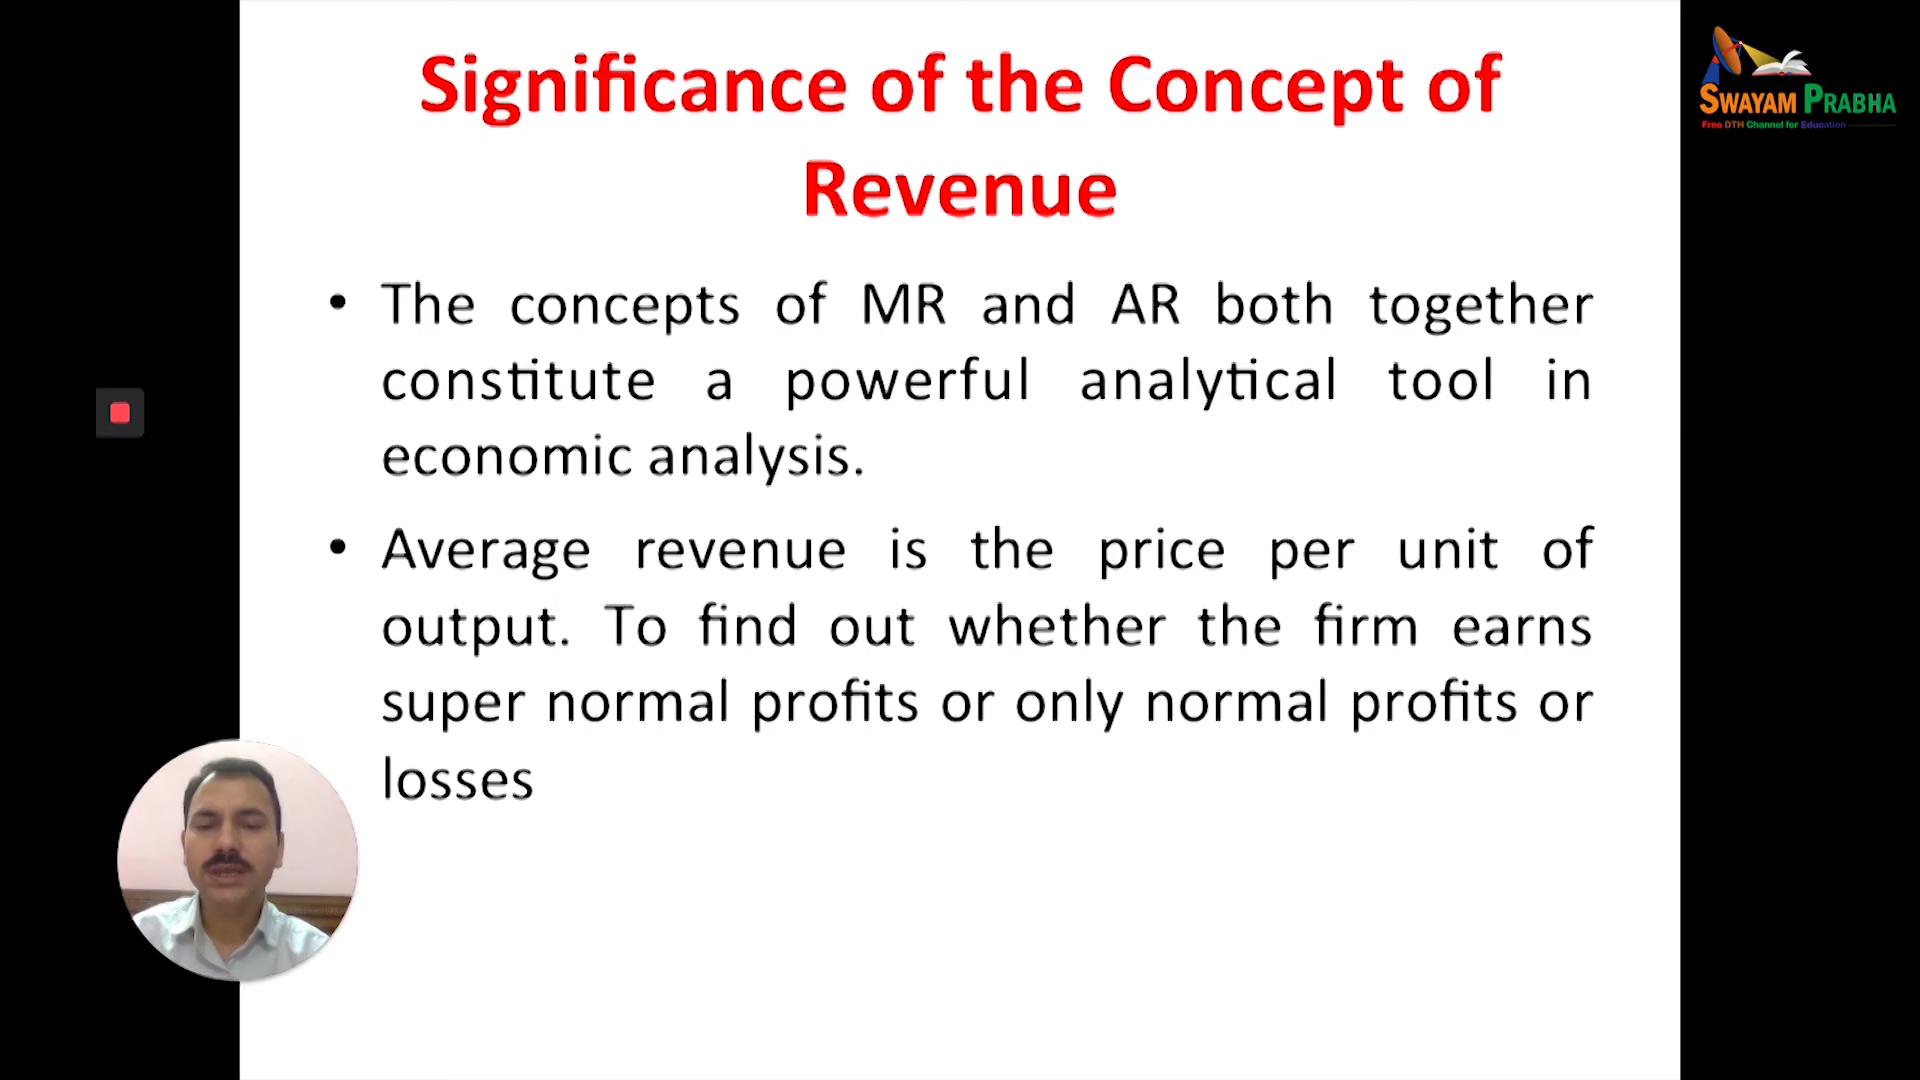 Significance of the Concept of
Revenue
• The concepts of MR and AR both together
constitute a powerful analytical tool in
economic analysis.
• Average revenue is the price per unit of
output. To find out whether the firm earns
super normal profits or only normal profits or
losses
SWAYAM PRABHA
Free DTH Channel for Education